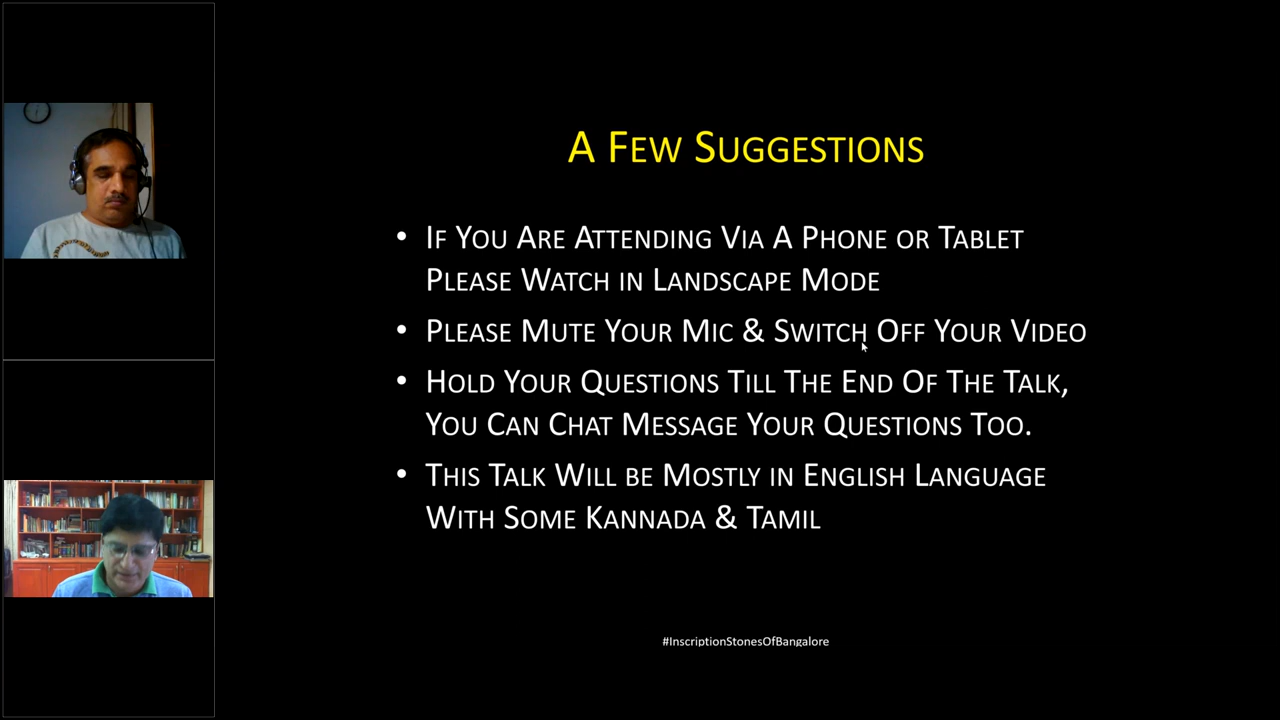 A FEW SUGGESTIONS
• IF YOU ARE ATTENDING VIA A PHONE OR TABLET
PLEASE WATCH IN LANDSCAPE MODE
• PLEASE MUTE YOUR MIC & SWITCH OFF YOUR VIDEO
• HOLD YOUR QUESTIONS TILL THE END OF THE TALK,
YOU CAN CHAT MESSAGE YOUR QUESTIONS TOO.
• THIS TALK WILL BE MOSTLY IN ENGLISH LANGUAGE
WITH SOME KANNADA & TAMIL
#InscriptionStonesOfBangalore